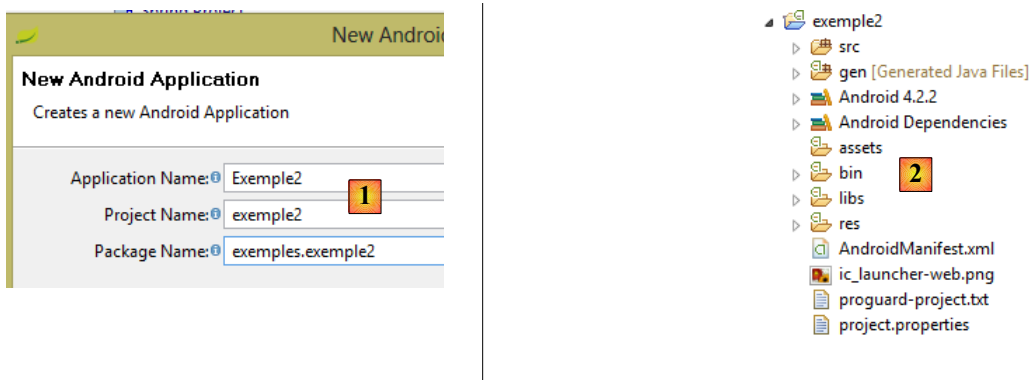 New Androi
New Android Application
Creates a new Android Application
Application Name: Exemple2
1
Project Name: exemple2
Package Name: exemples.exemple2
exemple2
src
gen [Generated Java Files]
Android 4.2.2
Android Dependencies
assets
bin
2
libs
res
AndroidManifest.xml
ic_launcher-web.png
proguard-project.txt
project.properties